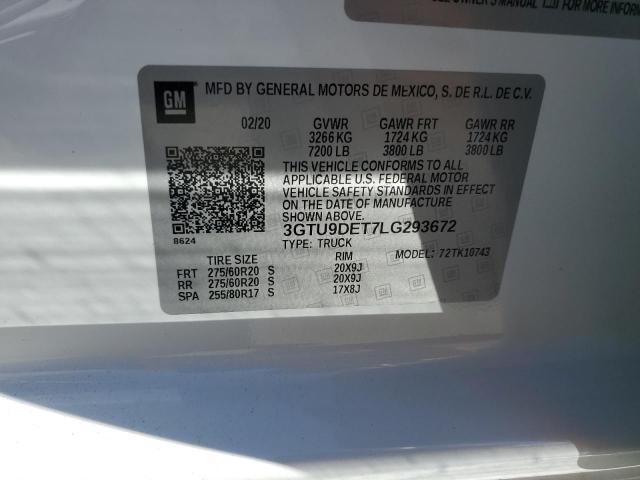 SEE OWNER'S MANUAL FOR MORE INFORM
GM
MFD BY GENERAL MOTORS DE MéXICO, S. DE R.L. DE C.V.
02/20 GVWR GAWR FRT GAWR RR
3266 KG 1724 KG 1724 KG
7200 LB 3800 LB 3800 LB
THIS VEHICLE CONFORMS TO ALL
APPLICABLE U.S. FEDERAL MOTOR
VEHICLE SAFETY STANDARDS IN EFFECT
ON THE DATE OF MANUFACTURE
SHOWN ABOVE.
3GTU9DET7LG293672
8624
TYPE: TRUCK MODEL: 72TK10743
TIRE SIZE RIM
FRT 275/60R20 S 20X9J
RR 275/60R20 S 20X9J
SPA 255/80R17 S 17X8J